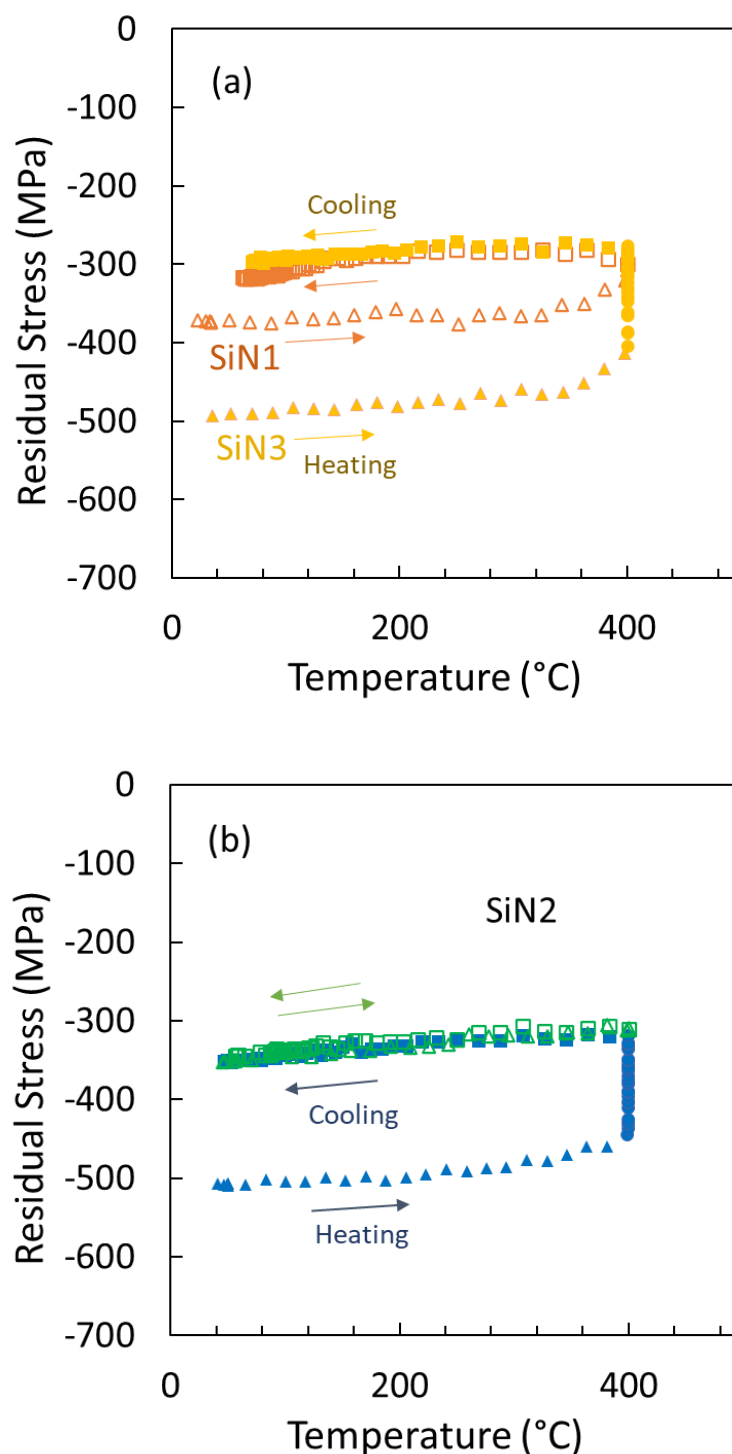 0
(a)
-100
-200
Cooling
-300
SiN1
-400
-500
SiN3
Heating
-600
-700
0
200
400
Residual Stress (MPa)
Temperature (°C)
0
(b)
-100
SiN2
-200
-300
-400
Cooling
-500
Heating
-600
-700
0
200
400
Residual Stress (MPa)
Temperature (°C)